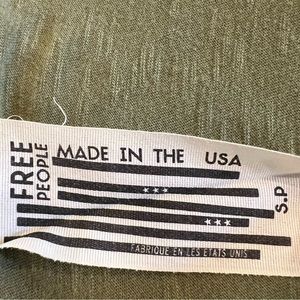 FREE
PEOPLE
MADE IN THE USA
S.P
FABRIQUE EN LES ETATS UNIS